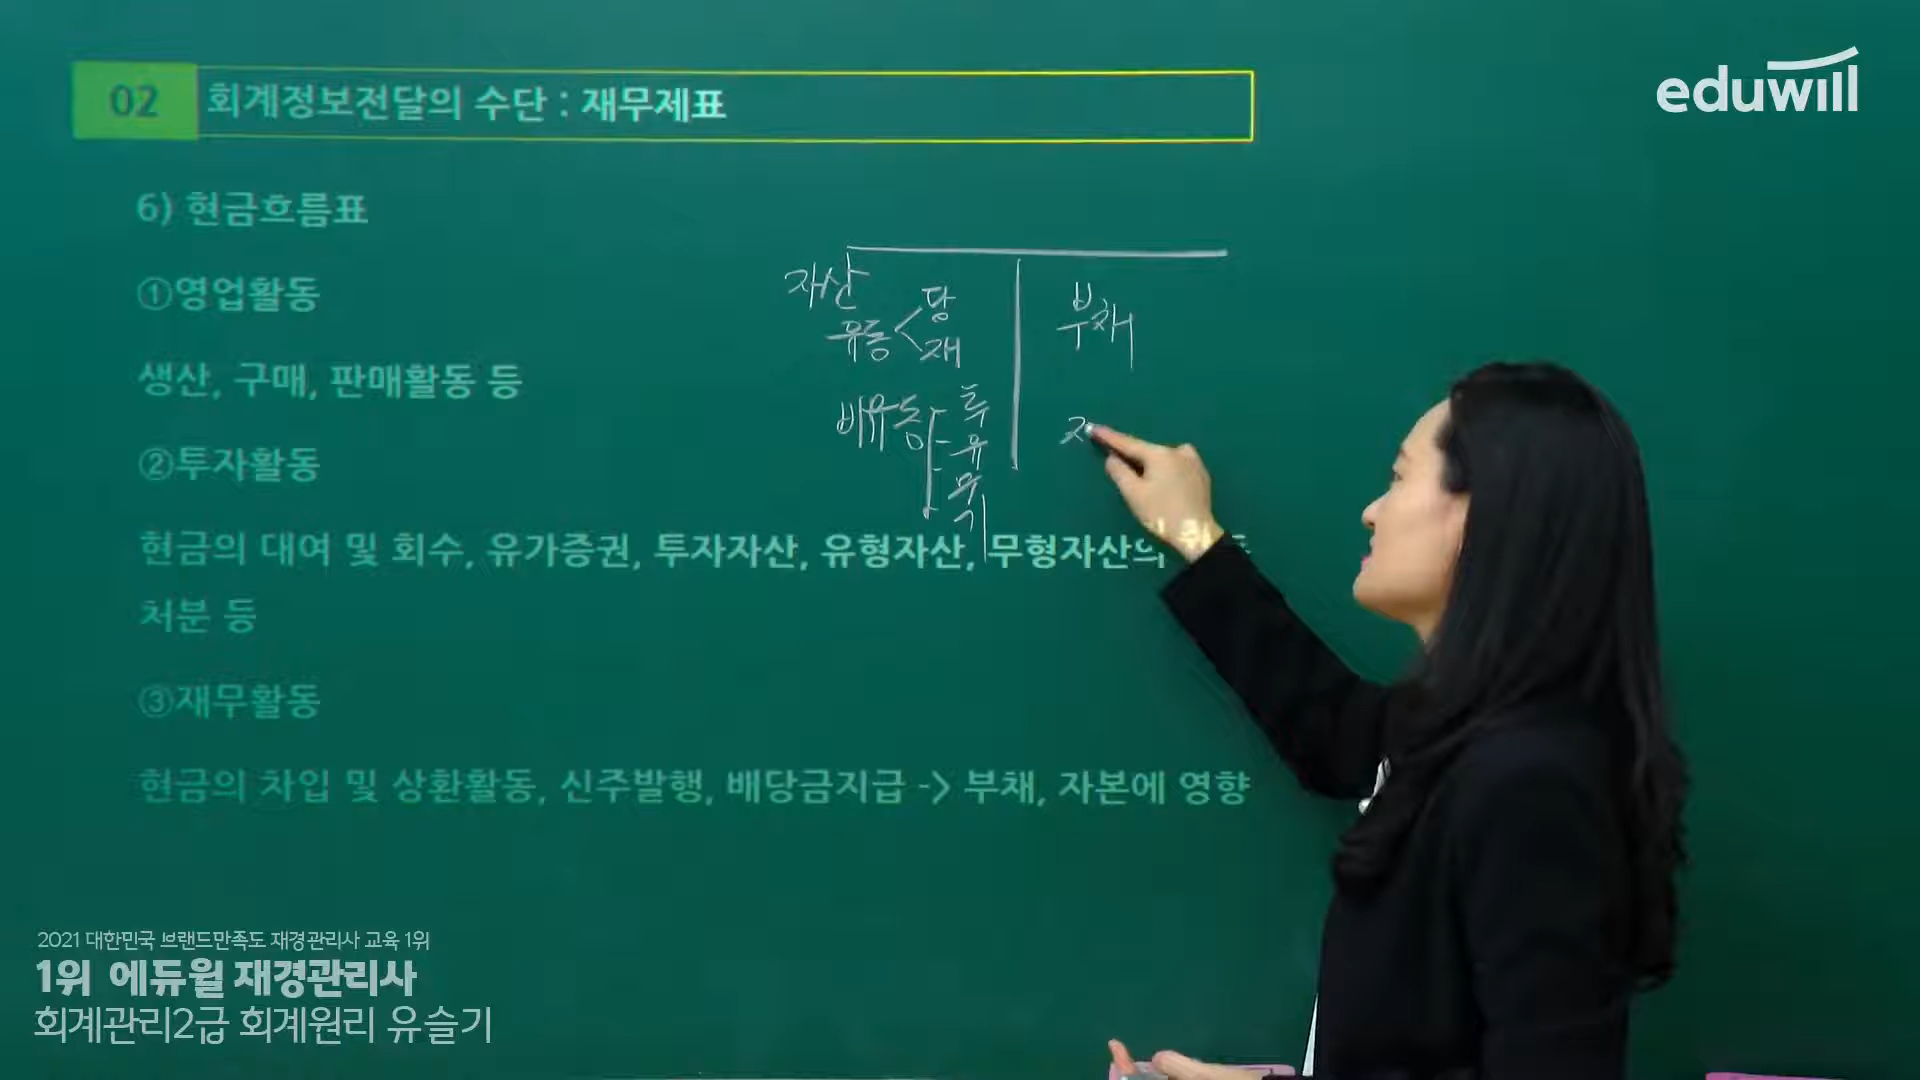 eduwill
02 회계정보전달의 수단 : 재무제표
6) 현금흐름표
①영업활동
생산, 구매, 판매활동 등
②투자활동
현금의 대여 및 회수, 유가증권, 투자자산, 유형자산, 무형자산의
처분 등
③재무활동
현금의 차입 및 상환활동, 신주발행, 배당금지급 -> 부채, 자본에 영향
자산
유동
당
재
비유동
투
유
무
기
부채
2021 대한민국 브랜드만족도 재경관리사 교육 1위
1위 에듀윌 재경관리사
회계관리2급 회계원리 유슬기